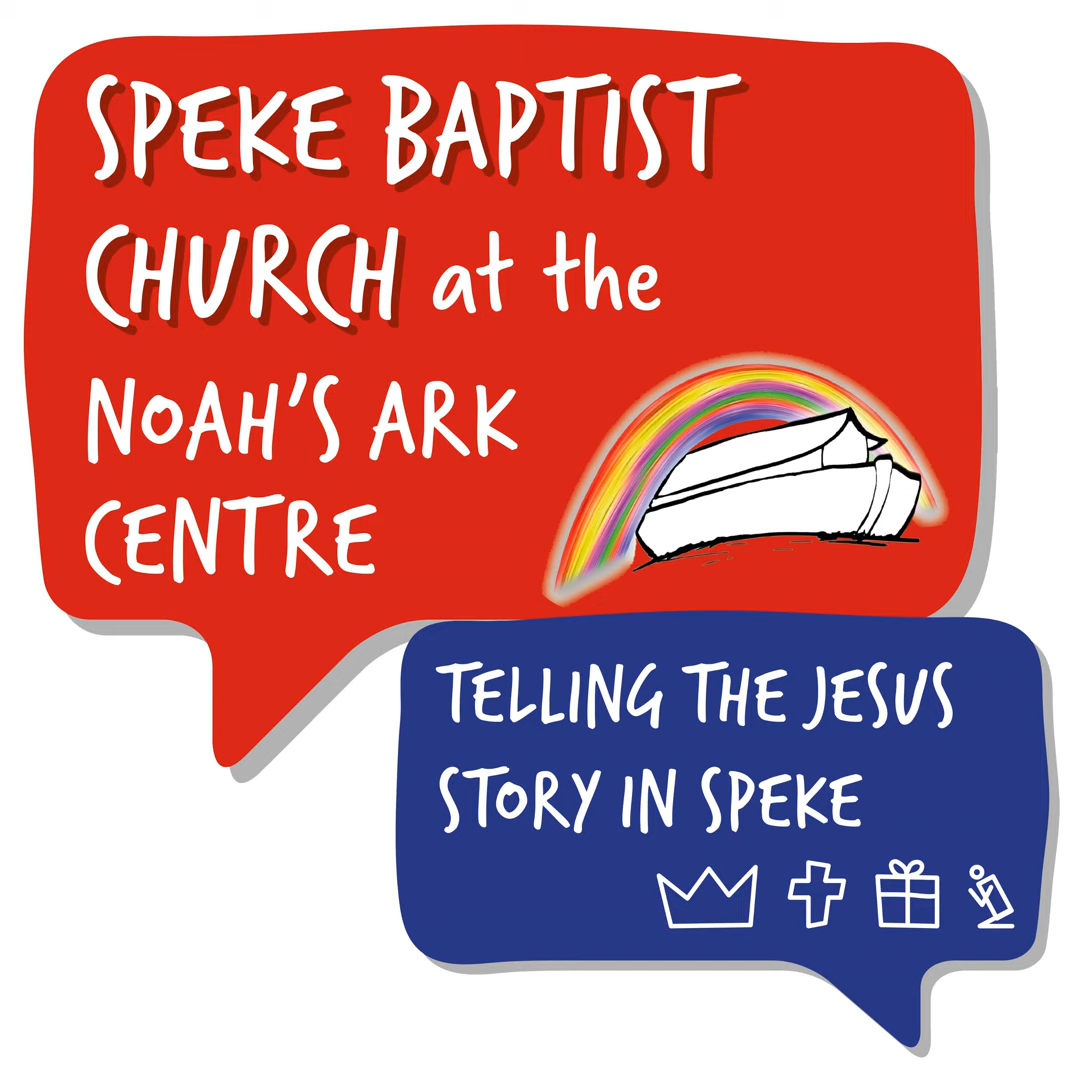 SPEKE BAPTIST
CHURCH at the
NOAH'S ARK
CENTRE
TELLING THE JESUS
STORY IN SPEKE